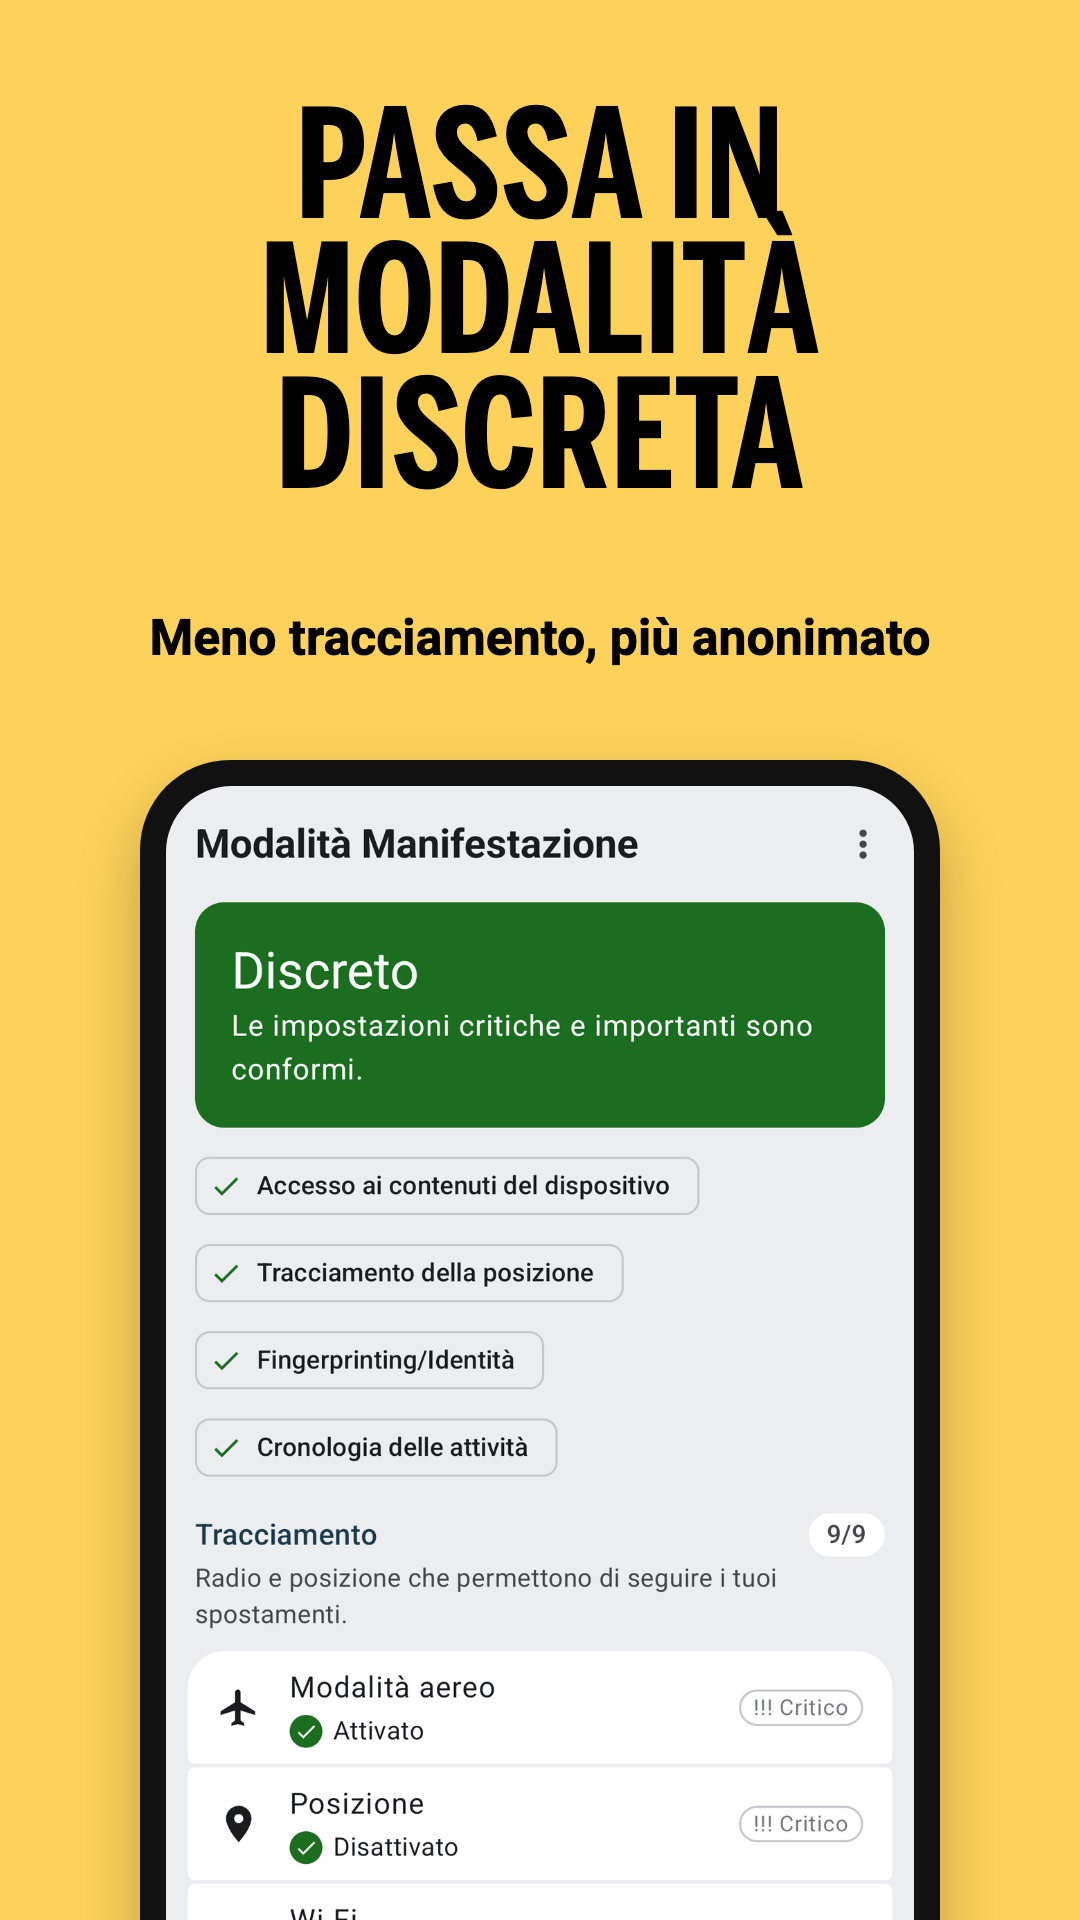 PASSA IN
MODALITÀ
DISCRETA
Meno tracciamento, più anonimato
Modalità Manifestazione
Discreto
Le impostazioni critiche e importanti sono
conformi.
Accesso ai contenuti del dispositivo
Tracciamento della posizione
Fingerprinting/Identità
Cronologia delle attività
Tracciamento
9/9
Radio e posizione che permettono di seguire i tuoi
spostamenti.
Modalità aereo
!!! Critico
Attivato
Posizione
!!! Critico
Disattivato
Wi-Fi